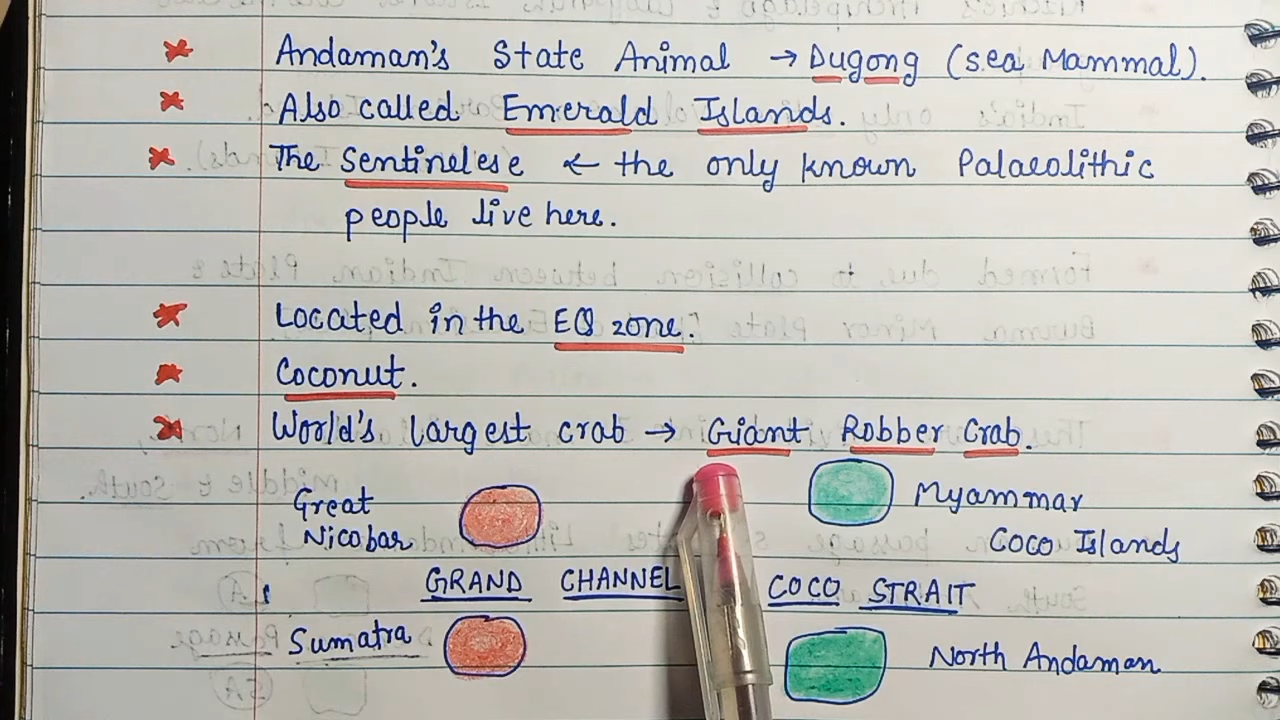 Andaman's State Animal → Dugong (sea Mammal).
Also called Emerald Islands.
The Sentinelese ← the only known Palaeolithic
people live here.
Located in the EQ zone.
Coconut.
World's largest crab → Giant Robber Crab.
Great
Nicobar
Myammar
Coco Islands
GRAND CHANNEL
COCO STRAIT
Sumatra
North Andaman